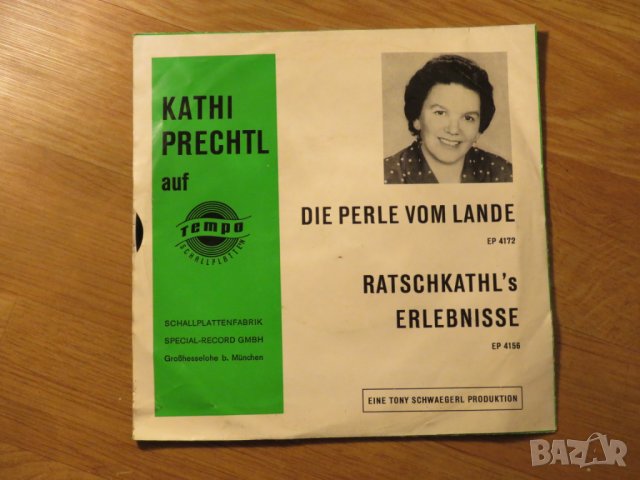 KATHI
PRECHTL
auf
Tempo
SCHALLPLATTEN
SCHALLPLATTENFABRIK
SPECIAL-RECORD GMBH
Großhesselohe b. München
DIE PERLE VOM LANDE
EP 4172
RATSCHKATHL's
ERLEBNISSE
EP 4156
EINE TONY SCHWAEGERL PRODUKTION
BAZAR
bg